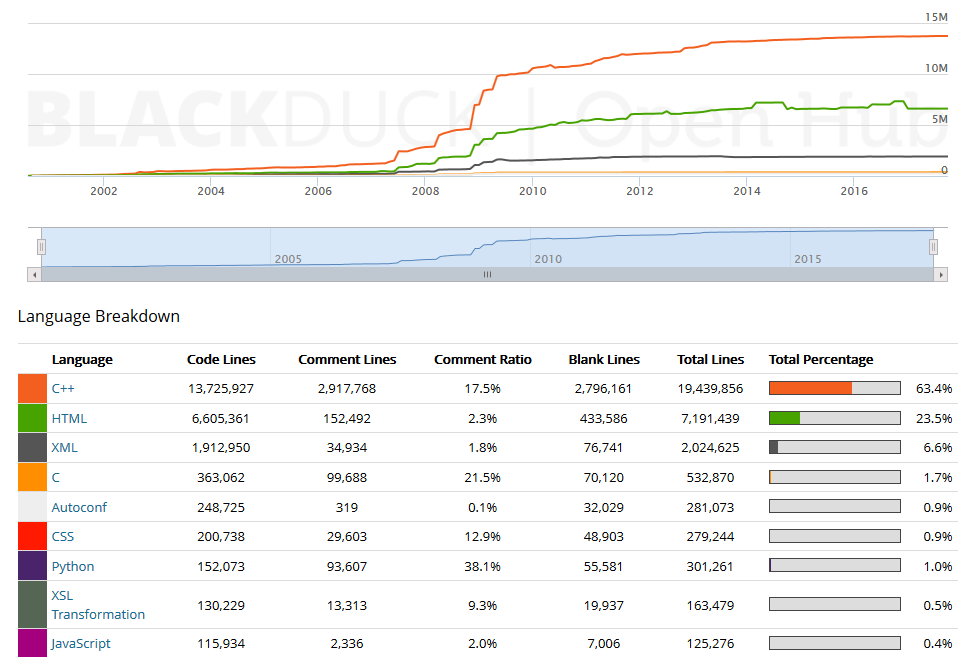 15M
10M
5M
0
BLACKDUCK | Open Hub
2002 2004 2006 2008 2010 2012 2014 2016
2005 2010 2015
Language Breakdown
Language Code Lines Comment Lines Comment Ratio Blank Lines Total Lines Total Percentage
C++ 13,725,927 2,917,768 17.5% 2,796,161 19,439,856 63.4%
HTML 6,605,361 152,492 2.3% 433,586 7,191,439 23.5%
XML 1,912,950 34,934 1.8% 76,741 2,024,625 6.6%
C 363,062 99,688 21.5% 70,120 532,870 1.7%
Autoconf 248,725 319 0.1% 32,029 281,073 0.9%
CSS 200,738 29,603 12.9% 48,903 279,244 0.9%
Python 152,073 93,607 38.1% 55,581 301,261 1.0%
XSL
Transformation 130,229 13,313 9.3% 19,937 163,479 0.5%
JavaScript 115,934 2,336 2.0% 7,006 125,276 0.4%